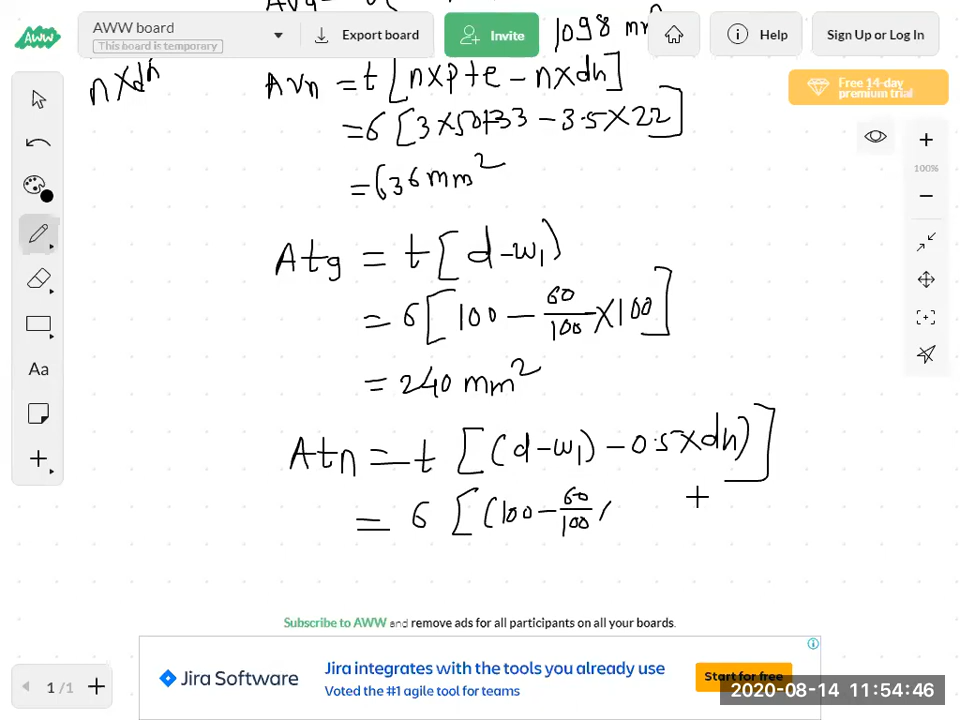 AWW board
This board is temporary
Export board
Invite
1098 mm²
Help
Sign Up or Log In
Free 14-day premium trial
n×dh
Avn = t[n×p+e - n×dh]
=6[3×50+33 - 3.5×22]
=636mm²
100%
Atg = t[d-w1)
= 6[100 - 60/100 ×100]
= 240 mm²
Atn = t[(d-w1) - 0.5×dh)]
= 6[(100 - 60/100
Aa
Subscribe to AWW and remove ads for all participants on all your boards.
Jira Software
Jira integrates with the tools you already use
Voted the #1 agile tool for teams
Start for free
1 /1
2020-08-14 11:54:46